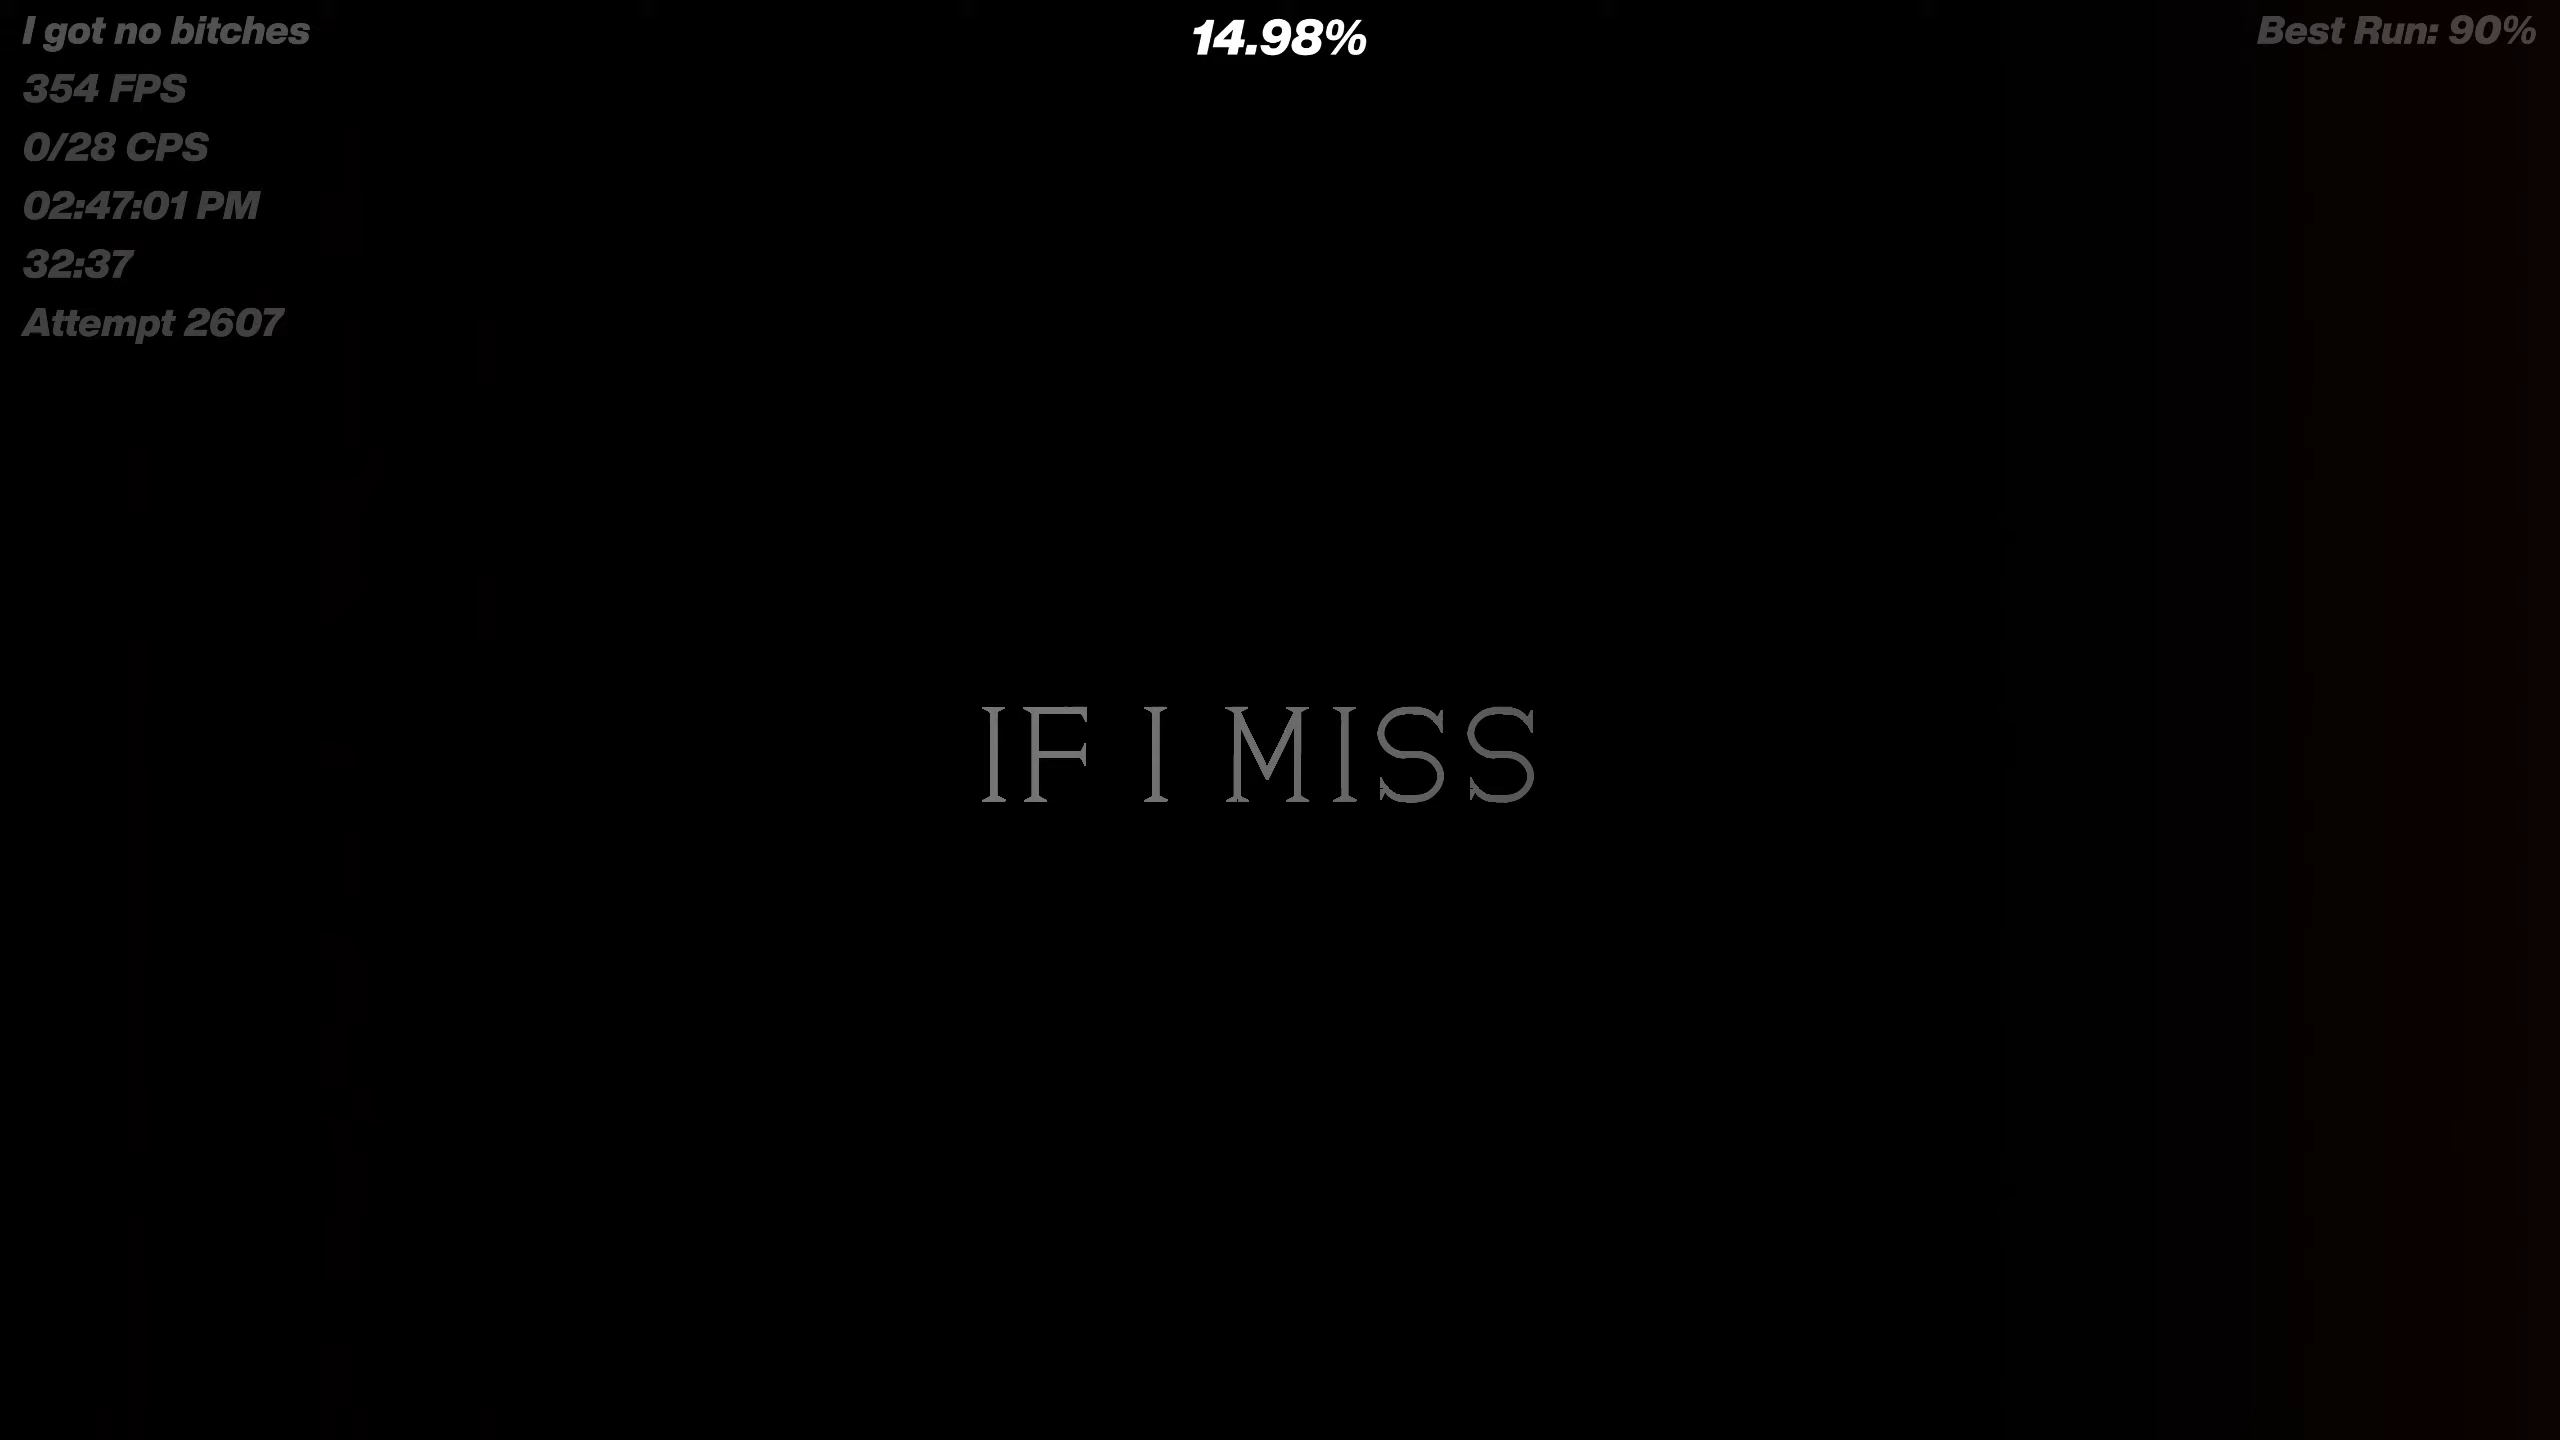 I got no bitches
14.98%
Best Run: 90%
354 FPS
0/28 CPS
02:47:01 PM
32:37
Attempt 2607
IF I MISS